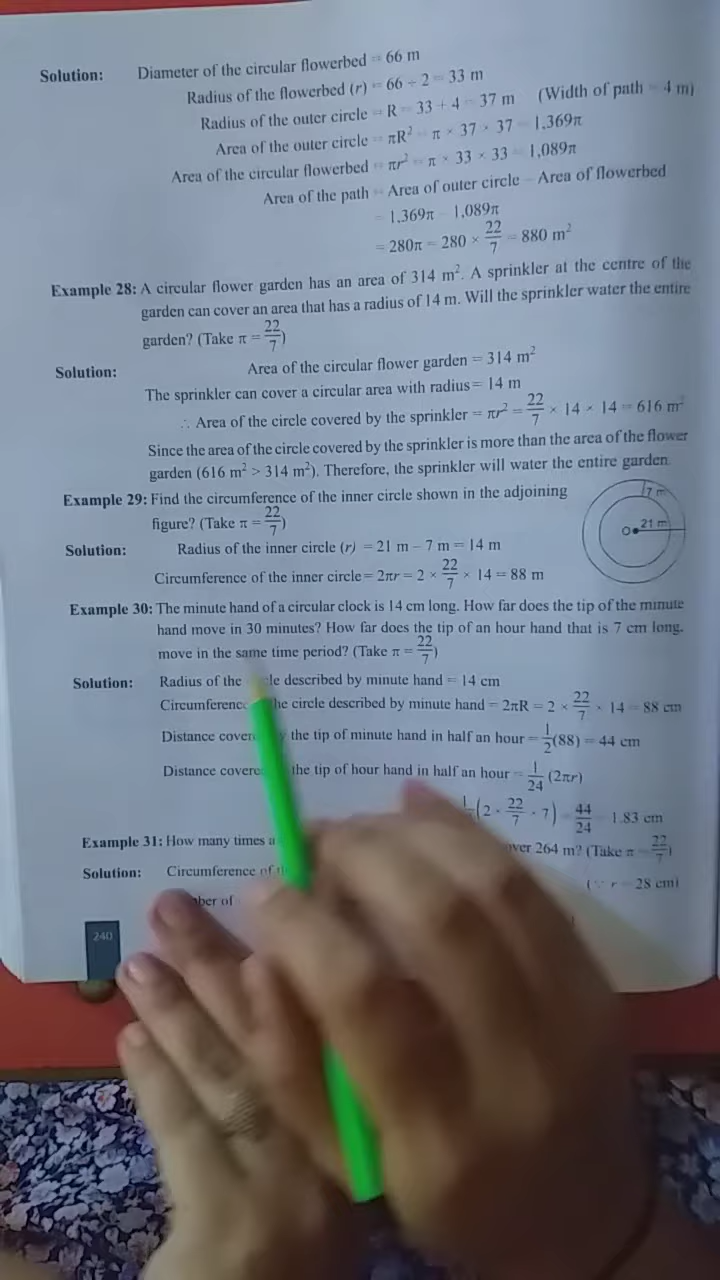 Solution: Diameter of the circular flowerbed = 66 m
Radius of the flowerbed (r) = 66 ÷ 2 = 33 m
Radius of the outer circle = R = 33 + 4 = 37 m (Width of path = 4 m)
Area of the outer circle = πR² = π × 37 × 37 = 1,369π
Area of the circular flowerbed = πr² = π × 33 × 33 = 1,089π
Area of the path = Area of outer circle – Area of flowerbed
= 1,369π – 1,089π
= 280π = 280 × 22/7 = 880 m²
Example 28: A circular flower garden has an area of 314 m². A sprinkler at the centre of the
garden can cover an area that has a radius of 14 m. Will the sprinkler water the entire
garden? (Take π = 22/7)
Solution: Area of the circular flower garden = 314 m²
The sprinkler can cover a circular area with radius = 14 m
∴ Area of the circle covered by the sprinkler = πr² = 22/7 × 14 × 14 = 616 m²
Since the area of the circle covered by the sprinkler is more than the area of the flower
garden (616 m² > 314 m²). Therefore, the sprinkler will water the entire garden.
Example 29: Find the circumference of the inner circle shown in the adjoining
figure? (Take π = 22/7)
7 m
O 21 m
Solution: Radius of the inner circle (r) = 21 m – 7 m = 14 m
Circumference of the inner circle = 2πr = 2 × 22/7 × 14 = 88 m
Example 30: The minute hand of a circular clock is 14 cm long. How far does the tip of the minute
hand move in 30 minutes? How far does the tip of an hour hand that is 7 cm long,
move in the same time period? (Take π = 22/7)
Solution: Radius of the cle described by minute hand = 14 cm
Circumference he circle described by minute hand = 2πR = 2 × 22/7 × 14 = 88 cm
Distance cover the tip of minute hand in half an hour = 1/2(88) = 44 cm
Distance covere the tip of hour hand in half an hour = 1/24 (2πr)
(2 × 22/7 × 7) = 44/24 = 1.83 cm
Example 31: How many times a ver 264 m? (Take π = 22/7)
Solution: Circumference of (∵ r = 28 cm)
ber of
240